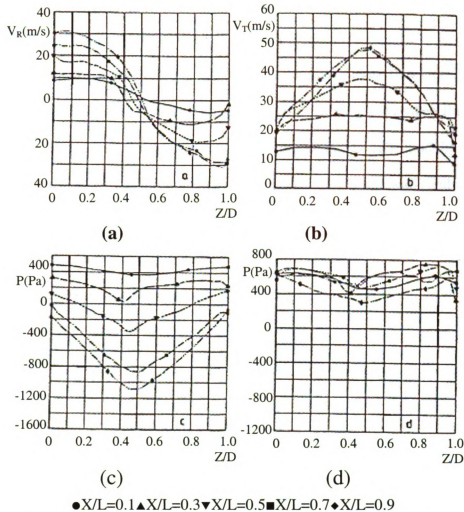 40
V_R(m/s)
20
0
0
20
40
0 0.2 0.4 0.6 0.8 1.0
Z/D
a
(a)
V_T(m/s)
60
50
40
30
20
10
0
0 0.2 0.4 0.6 0.8 1.0
Z/D
b
(b)
400
P(Pa)
0
-400
-800
-1200
-1600
0 0.2 0.4 0.6 0.8 1.0
Z/D
c
(c)
800
P(Pa)
400
0
400
800
-1200
0 0.2 0.4 0.6 0.8 1.0
Z/D
d
(d)
●X/L=0.1▲X/L=0.3▼X/L=0.5■X/L=0.7◆X/L=0.9